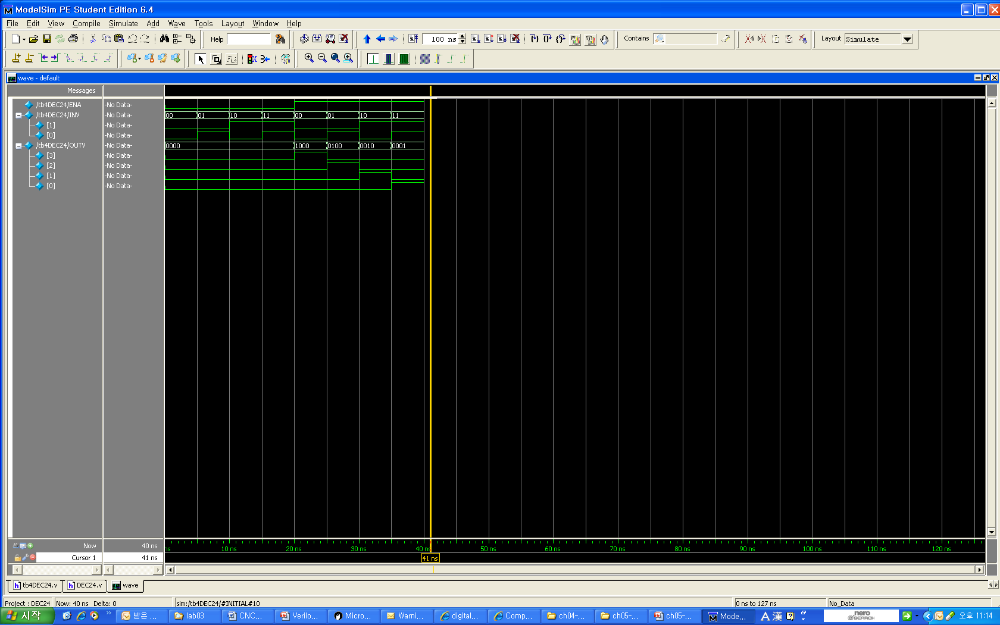 ModelSim PE Student Edition 6.4
File Edit View Compile Simulate Add Wave Tools Layout Window Help
Help 100 ns Contains Layout Simulate
wave - default
Messages
/tb4DEC24/ENA -No Data-
/tb4DEC24/INV -No Data- 00 01 10 11 00 01 10 11
[1] -No Data-
[0] -No Data-
/tb4DEC24/OUTV -No Data- 0000 1000 0100 0010 0001
[3] -No Data-
[2] -No Data-
[1] -No Data-
[0] -No Data-
Now 40 ns ns 10 ns 20 ns 30 ns 40 ns 50 ns 60 ns 70 ns 80 ns 90 ns 100 ns 110 ns 120 ns
Cursor 1 41 ns 41 ns
tb4DEC24.v DEC24.v wave
Project : DEC24 Now: 40 ns Delta: 0 sim:/tb4DEC24/#INITIAL#10 0 ns to 127 ns No_Data
시작 받은 ... lab03 CNC,... Verilo... Micro... Warni... digital... Comp... ch04-... ch05-... ch05-... Mode... A 漢 nero SEARCH 오후 11:14